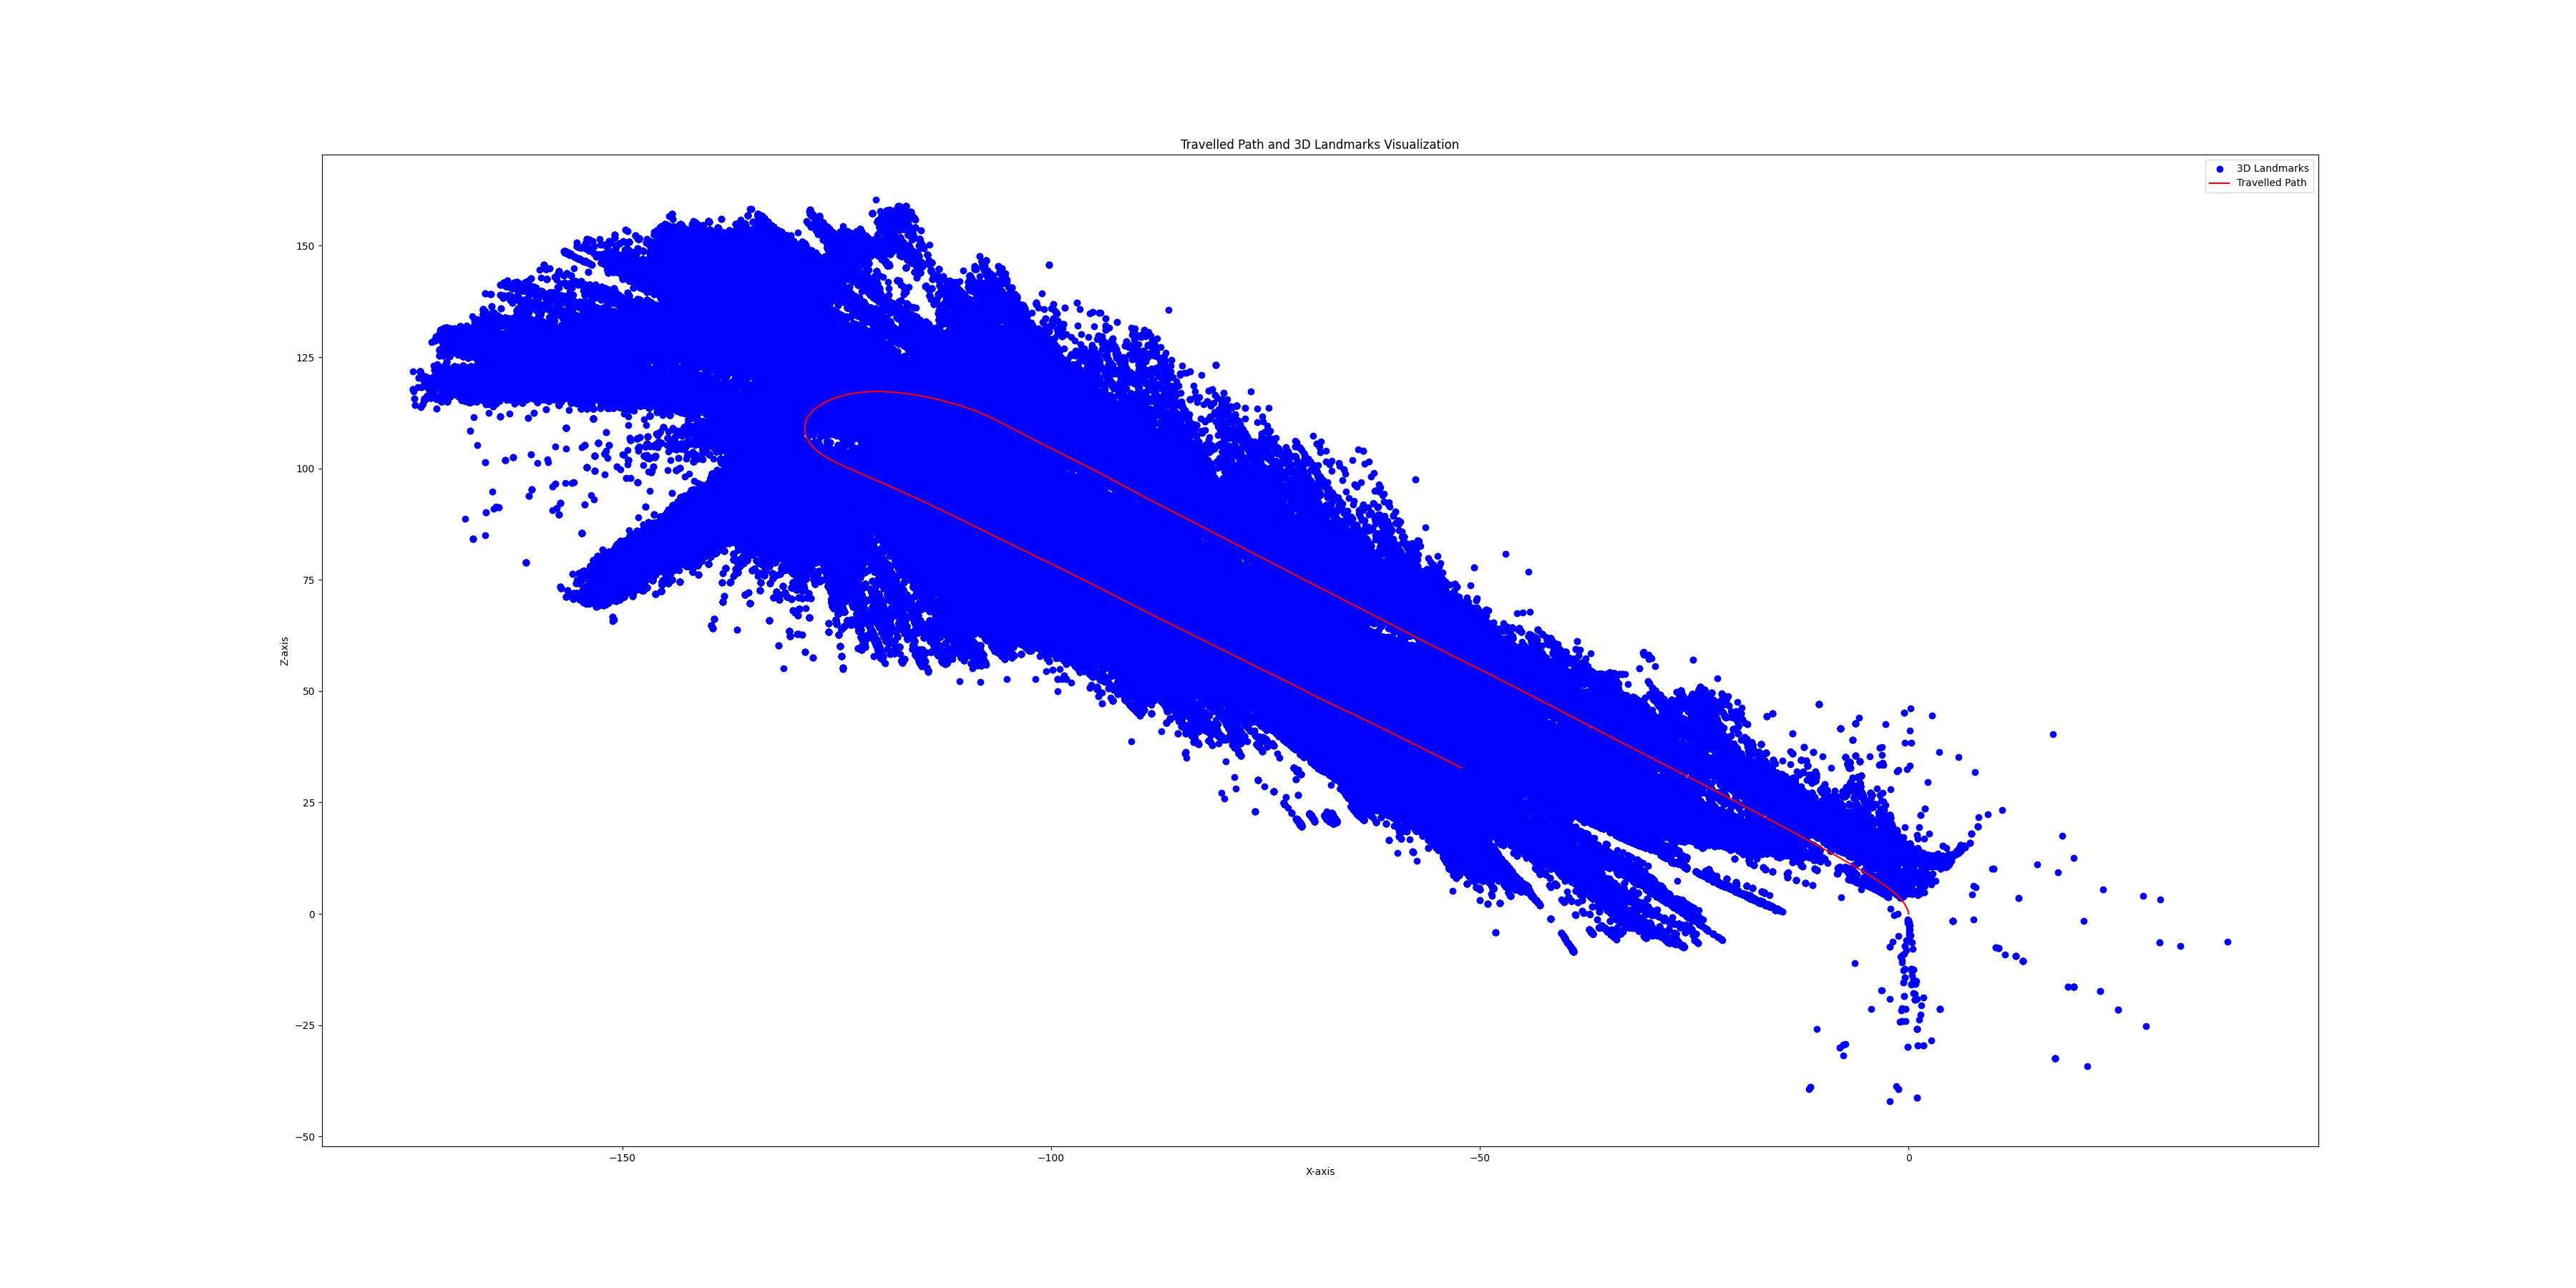 Travelled Path and 3D Landmarks Visualization
3D Landmarks
Travelled Path
150
125
100
75
50
25
0
−25
−50
Z-axis
−150
−100
−50
0
X-axis